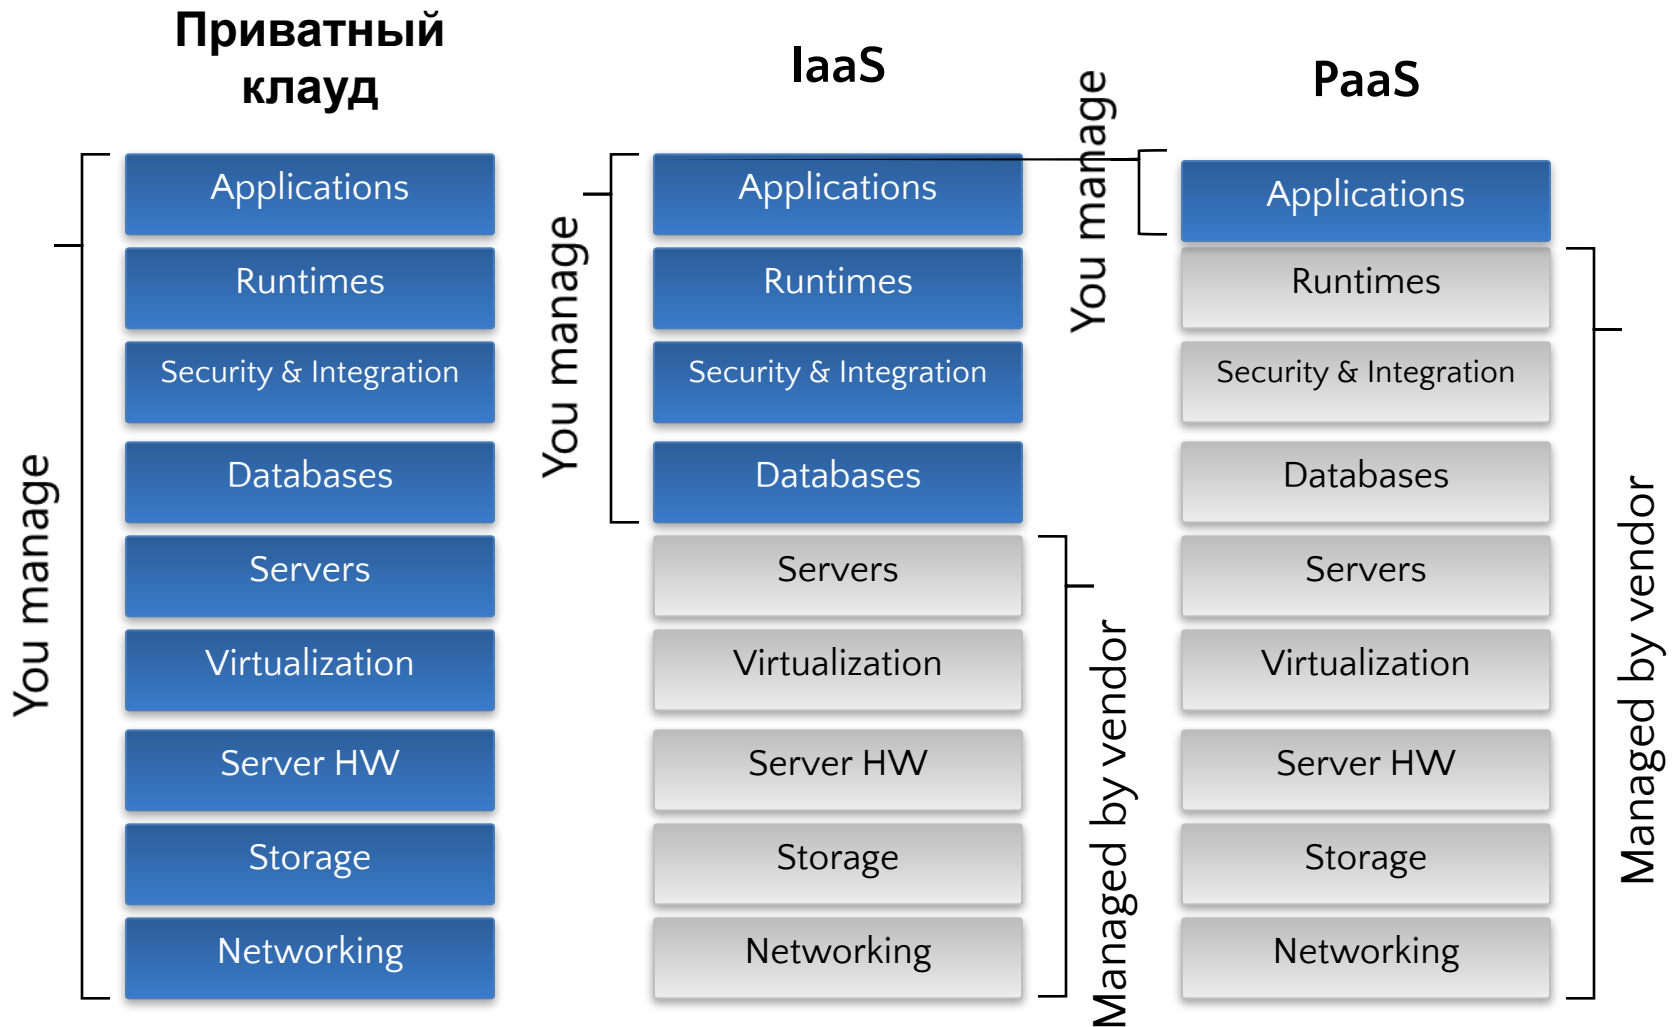 Приватный
клауд
You manage
Applications
Runtimes
Security & Integration
Databases
Servers
Virtualization
Server HW
Storage
Networking
IaaS
You manage
Applications
Runtimes
Security & Integration
Databases
Servers
Virtualization
Server HW
Storage
Networking
Managed by vendor
PaaS
You manage
Applications
Runtimes
Security & Integration
Databases
Servers
Virtualization
Server HW
Storage
Networking
Managed by vendor